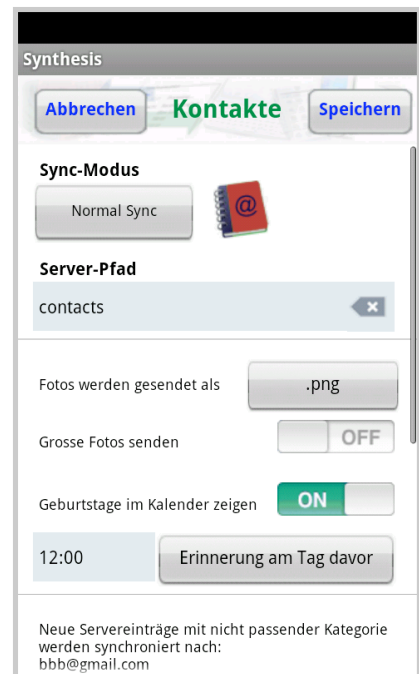 Synthesis
Abbrechen Kontakte Speichern
Sync-Modus
Normal Sync @
Server-Pfad
contacts
Fotos werden gesendet als .png
Grosse Fotos senden OFF
Geburtstage im Kalender zeigen ON
12:00 Erinnerung am Tag davor
Neue Servereinträge mit nicht passender Kategorie
werden synchroniert nach:
bbb@gmail.com